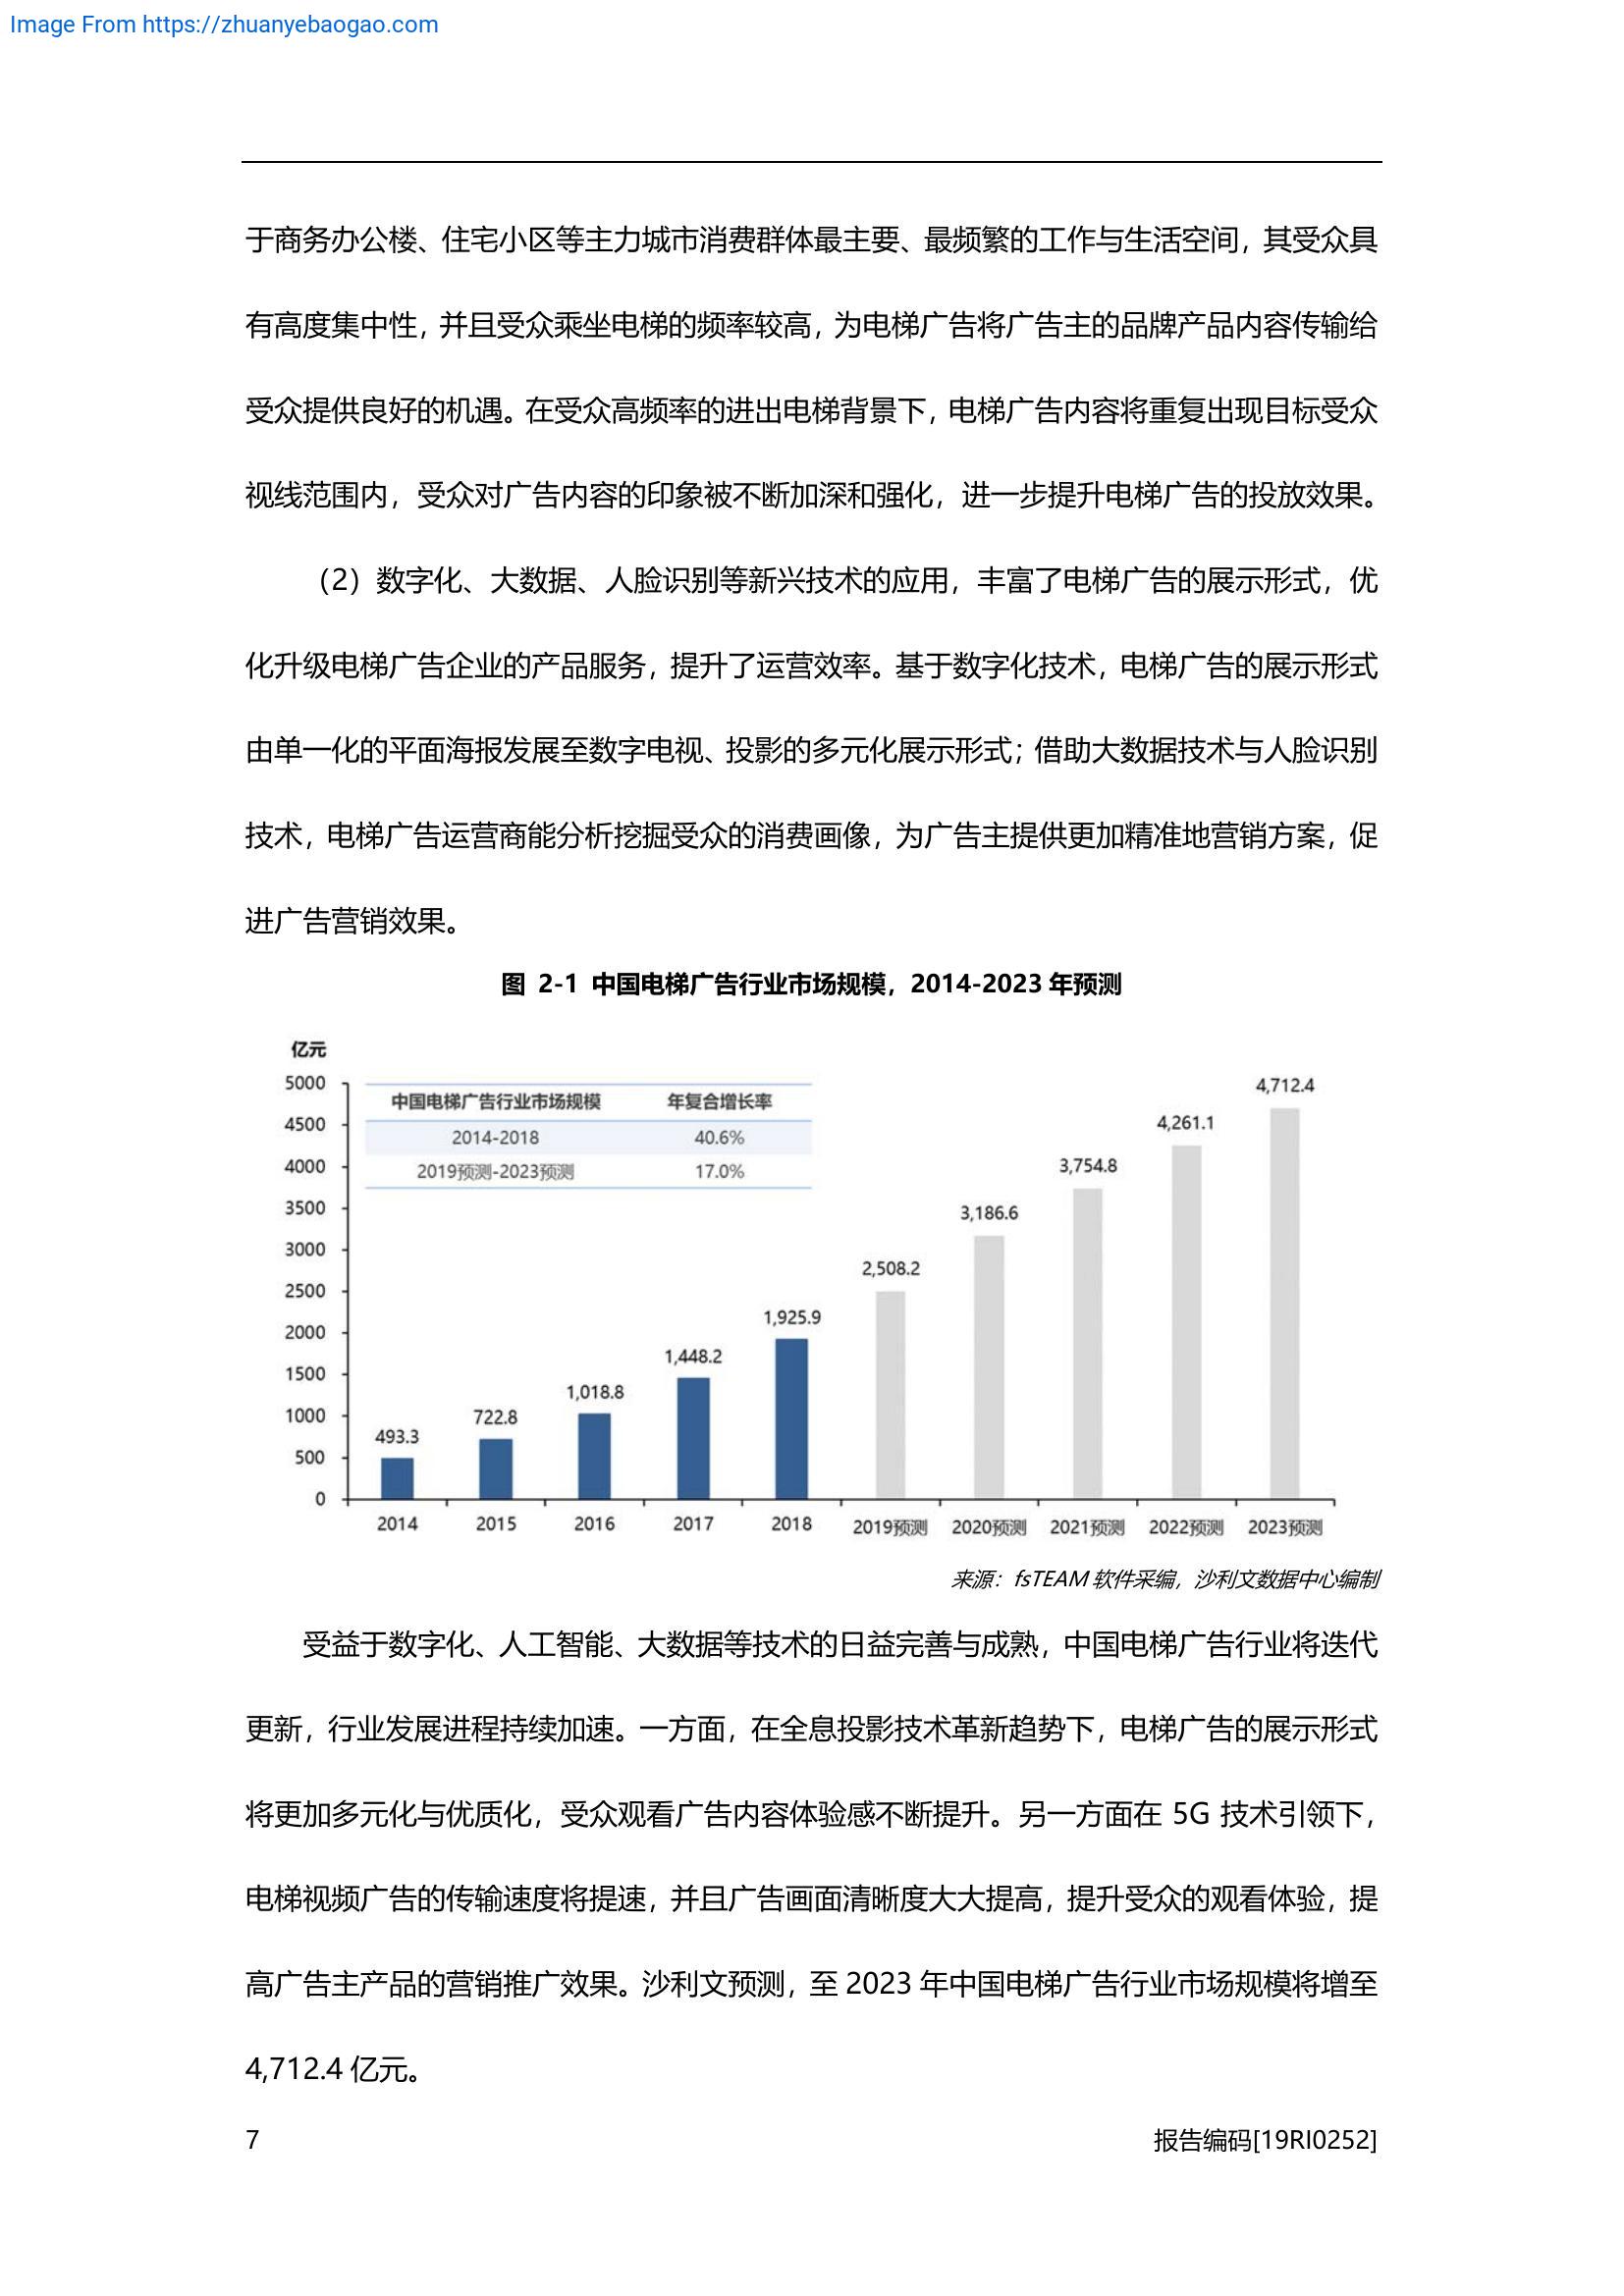 Image From https://zhuanyebaogao.com
于商务办公楼、住宅小区等主力城市消费群体最主要、最频繁的工作与生活空间，其受众具
有高度集中性，并且受众乘坐电梯的频率较高，为电梯广告将广告主的品牌产品内容传输给
受众提供良好的机遇。在受众高频率的进出电梯背景下，电梯广告内容将重复出现目标受众
视线范围内，受众对广告内容的印象被不断加深和强化，进一步提升电梯广告的投放效果。
（2）数字化、大数据、人脸识别等新兴技术的应用，丰富了电梯广告的展示形式，优
化升级电梯广告企业的产品服务，提升了运营效率。基于数字化技术，电梯广告的展示形式
由单一化的平面海报发展至数字电视、投影的多元化展示形式；借助大数据技术与人脸识别
技术，电梯广告运营商能分析挖掘受众的消费画像，为广告主提供更加精准地营销方案，促
进广告营销效果。
图 2-1 中国电梯广告行业市场规模，2014-2023 年预测
亿元
5000
4500
4000
3500
3000
2500
2000
1500
1000
500
0
中国电梯广告行业市场规模 年复合增长率
2014-2018 40.6%
2019预测-2023预测 17.0%
493.3
722.8
1,018.8
1,448.2
1,925.9
2,508.2
3,186.6
3,754.8
4,261.1
4,712.4
2014 2015 2016 2017 2018 2019预测 2020预测 2021预测 2022预测 2023预测
来源：fsTEAM 软件采编，沙利文数据中心编制
受益于数字化、人工智能、大数据等技术的日益完善与成熟，中国电梯广告行业将迭代
更新，行业发展进程持续加速。一方面，在全息投影技术革新趋势下，电梯广告的展示形式
将更加多元化与优质化，受众观看广告内容体验感不断提升。另一方面在 5G 技术引领下，
电梯视频广告的传输速度将提速，并且广告画面清晰度大大提高，提升受众的观看体验，提
高广告主产品的营销推广效果。沙利文预测，至 2023 年中国电梯广告行业市场规模将增至
4,712.4 亿元。
7 报告编码[19RI0252]